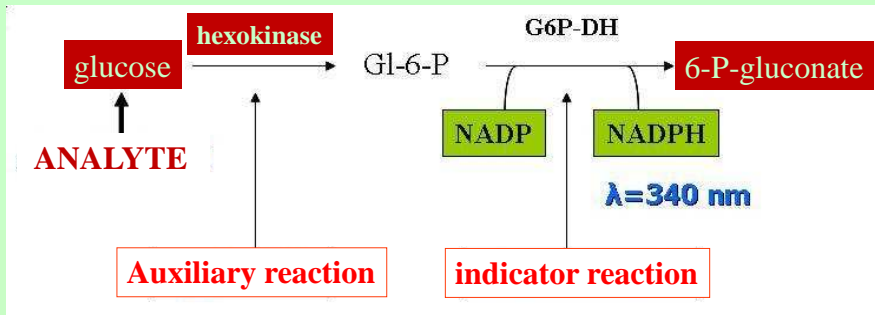 hexokinase
G6P-DH
glucose
Gl-6-P
6-P-gluconate
NADP
NADPH
ANALYTE
λ=340 nm
Auxiliary reaction
indicator reaction